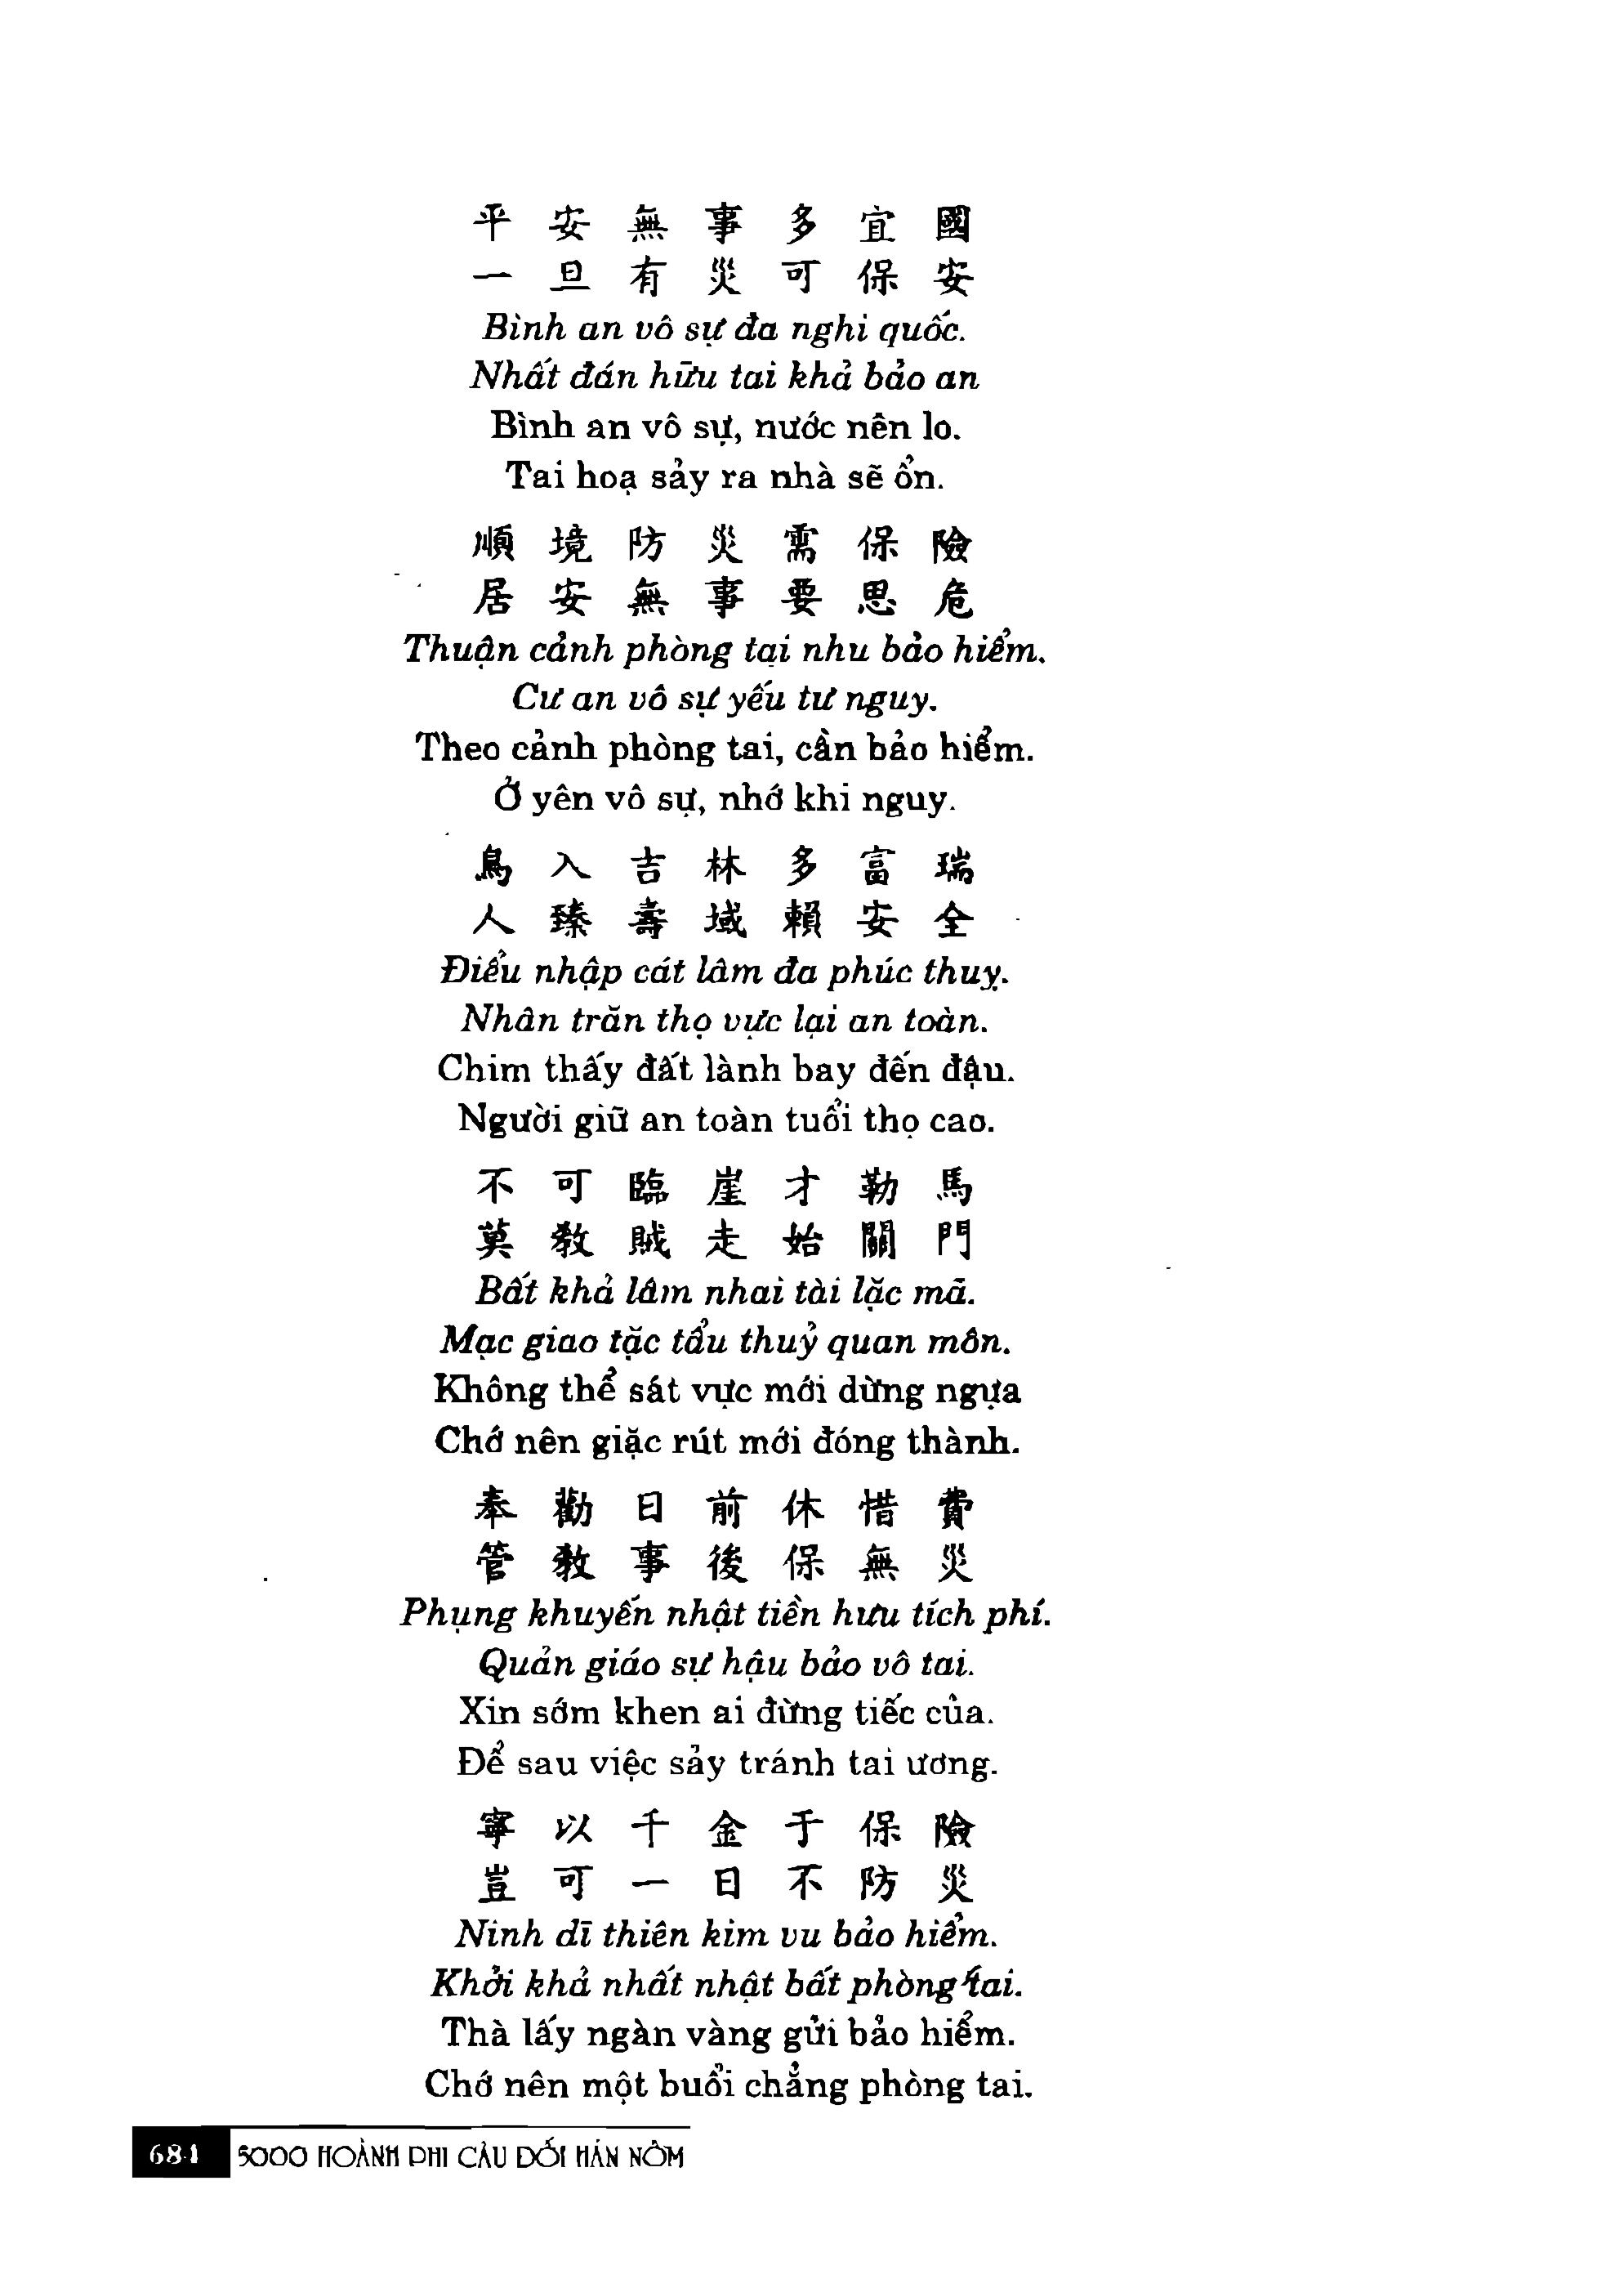 平安無事多宜國
一旦有災可保安
Bình an vô sự đa nghi quốc.
Nhất đán hữu tai khả bảo an
Bình an vô sự, nước nên lo.
Tai hoạ sảy ra nhà sẽ ổn.
順境防災需保險
居安無事要思危
Thuận cảnh phòng tai nhu bảo hiểm.
Cư an vô sự yếu tư nguy.
Theo cảnh phòng tai, cần bảo hiểm.
Ở yên vô sự, nhớ khi nguy.
鳥入吉林多富瑞
人臻壽域賴安全
Điểu nhập cát lâm đa phúc thuỵ.
Nhân trăn thọ vực lại an toàn.
Chim thấy đất lành bay đến đậu.
Người giữ an toàn tuổi thọ cao.
不可臨崖才勒馬
莫教賊走始關門
Bất khả lâm nhai tài lặc mã.
Mạc giao tặc tẩu thuỷ quan môn.
Không thể sát vực mới dừng ngựa
Chớ nên giặc rút mới đóng thành.
奉勸日前休惜費
管教事後保無災
Phụng khuyến nhật tiền hưu tích phí.
Quản giáo sự hậu bảo vô tai.
Xin sớm khen ai đừng tiếc của.
Để sau việc sảy tránh tai ương.
寧以千金于保險
豈可一日不防災
Ninh dĩ thiên kim vu bảo hiểm.
Khởi khả nhất nhật bất phòng tai.
Thà lấy ngàn vàng gửi bảo hiểm.
Chớ nên một buổi chẳng phòng tai.
684 5000 HOÀNH PHI CÂU ĐỐI HÁN NÔM